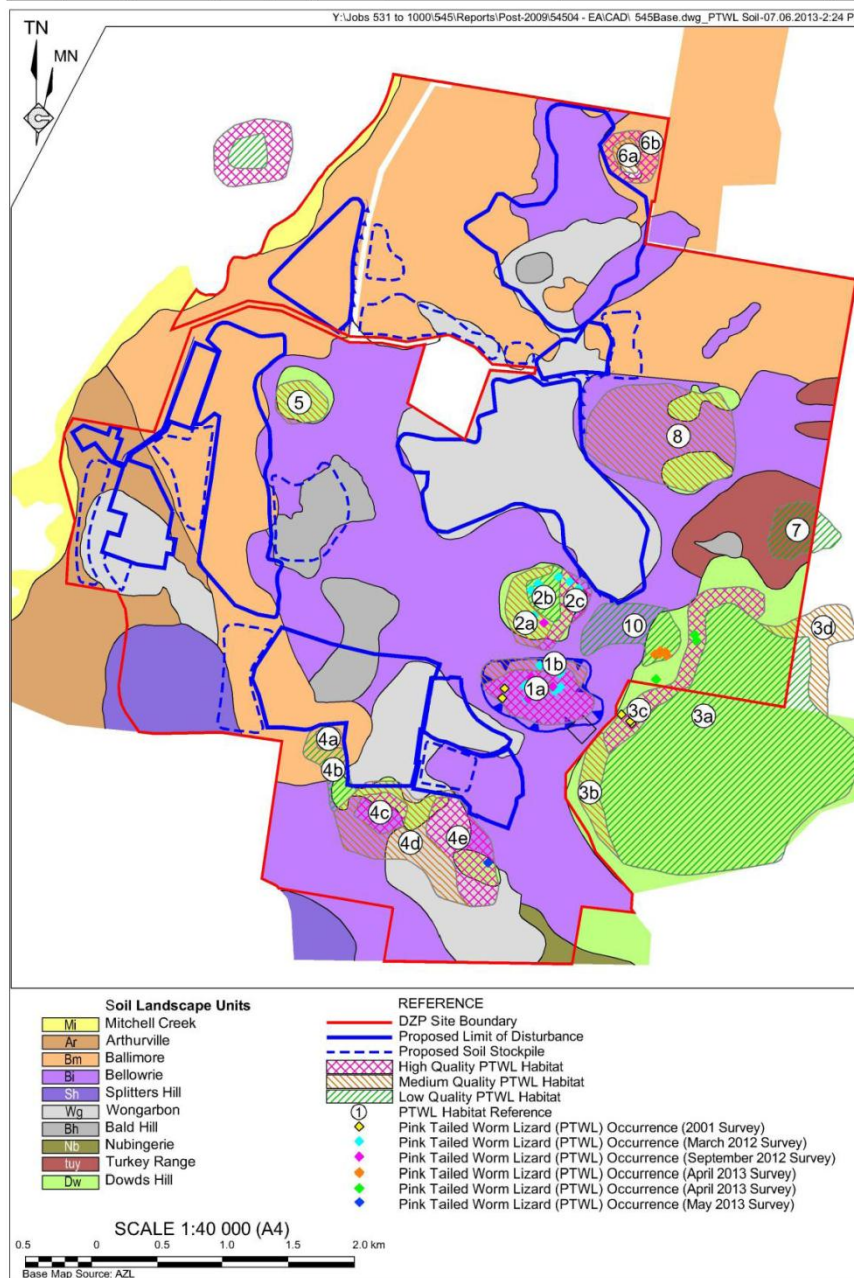 Y:\Jobs 531 to 1000\545\Reports\Post-2009\54504 - EA\CAD\ 545Base.dwg_PTWL Soil-07.06.2013-2:24 P
TN
MN
6b
6a
5
8
7
2b
2c
2a
10
3d
1b
1a
3c
3a
4a
4b
3b
4c
4e
4d
Soil Landscape Units
Mi Mitchell Creek
Ar Arthurville
Bm Ballimore
Bi Bellowrie
Sh Splitters Hill
Wg Wongarbon
Bh Bald Hill
Nb Nubingerie
tuy Turkey Range
Dw Dowds Hill
REFERENCE
DZP Site Boundary
Proposed Limit of Disturbance
Proposed Soil Stockpile
High Quality PTWL Habitat
Medium Quality PTWL Habitat
Low Quality PTWL Habitat
1 PTWL Habitat Reference
Pink Tailed Worm Lizard (PTWL) Occurrence (2001 Survey)
Pink Tailed Worm Lizard (PTWL) Occurrence (March 2012 Survey)
Pink Tailed Worm Lizard (PTWL) Occurrence (September 2012 Survey)
Pink Tailed Worm Lizard (PTWL) Occurrence (April 2013 Survey)
Pink Tailed Worm Lizard (PTWL) Occurrence (April 2013 Survey)
Pink Tailed Worm Lizard (PTWL) Occurrence (May 2013 Survey)
SCALE 1:40 000 (A4)
0.5 0 0.5 1.0 1.5 2.0 km
Base Map Source: AZL